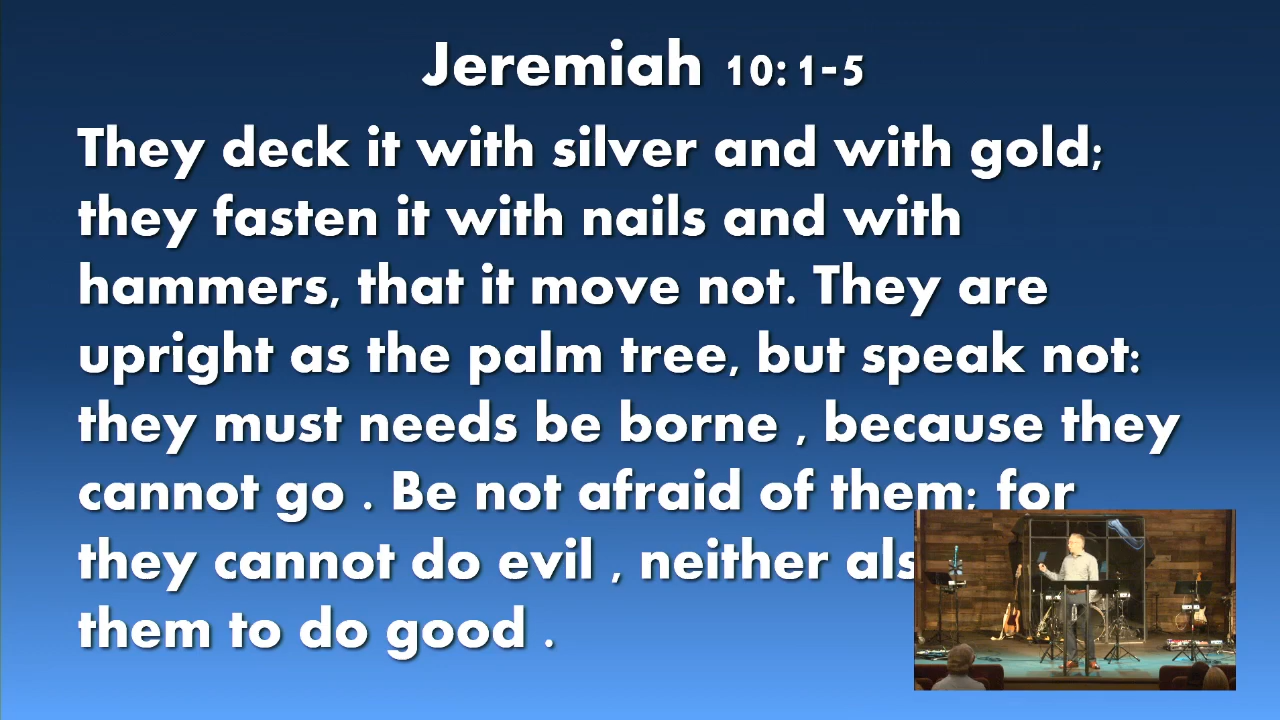 Jeremiah 10:1-5
They deck it with silver and with gold;
they fasten it with nails and with
hammers, that it move not. They are
upright as the palm tree, but speak not:
they must needs be borne , because they
cannot go . Be not afraid of them; for
they cannot do evil , neither als
them to do good .